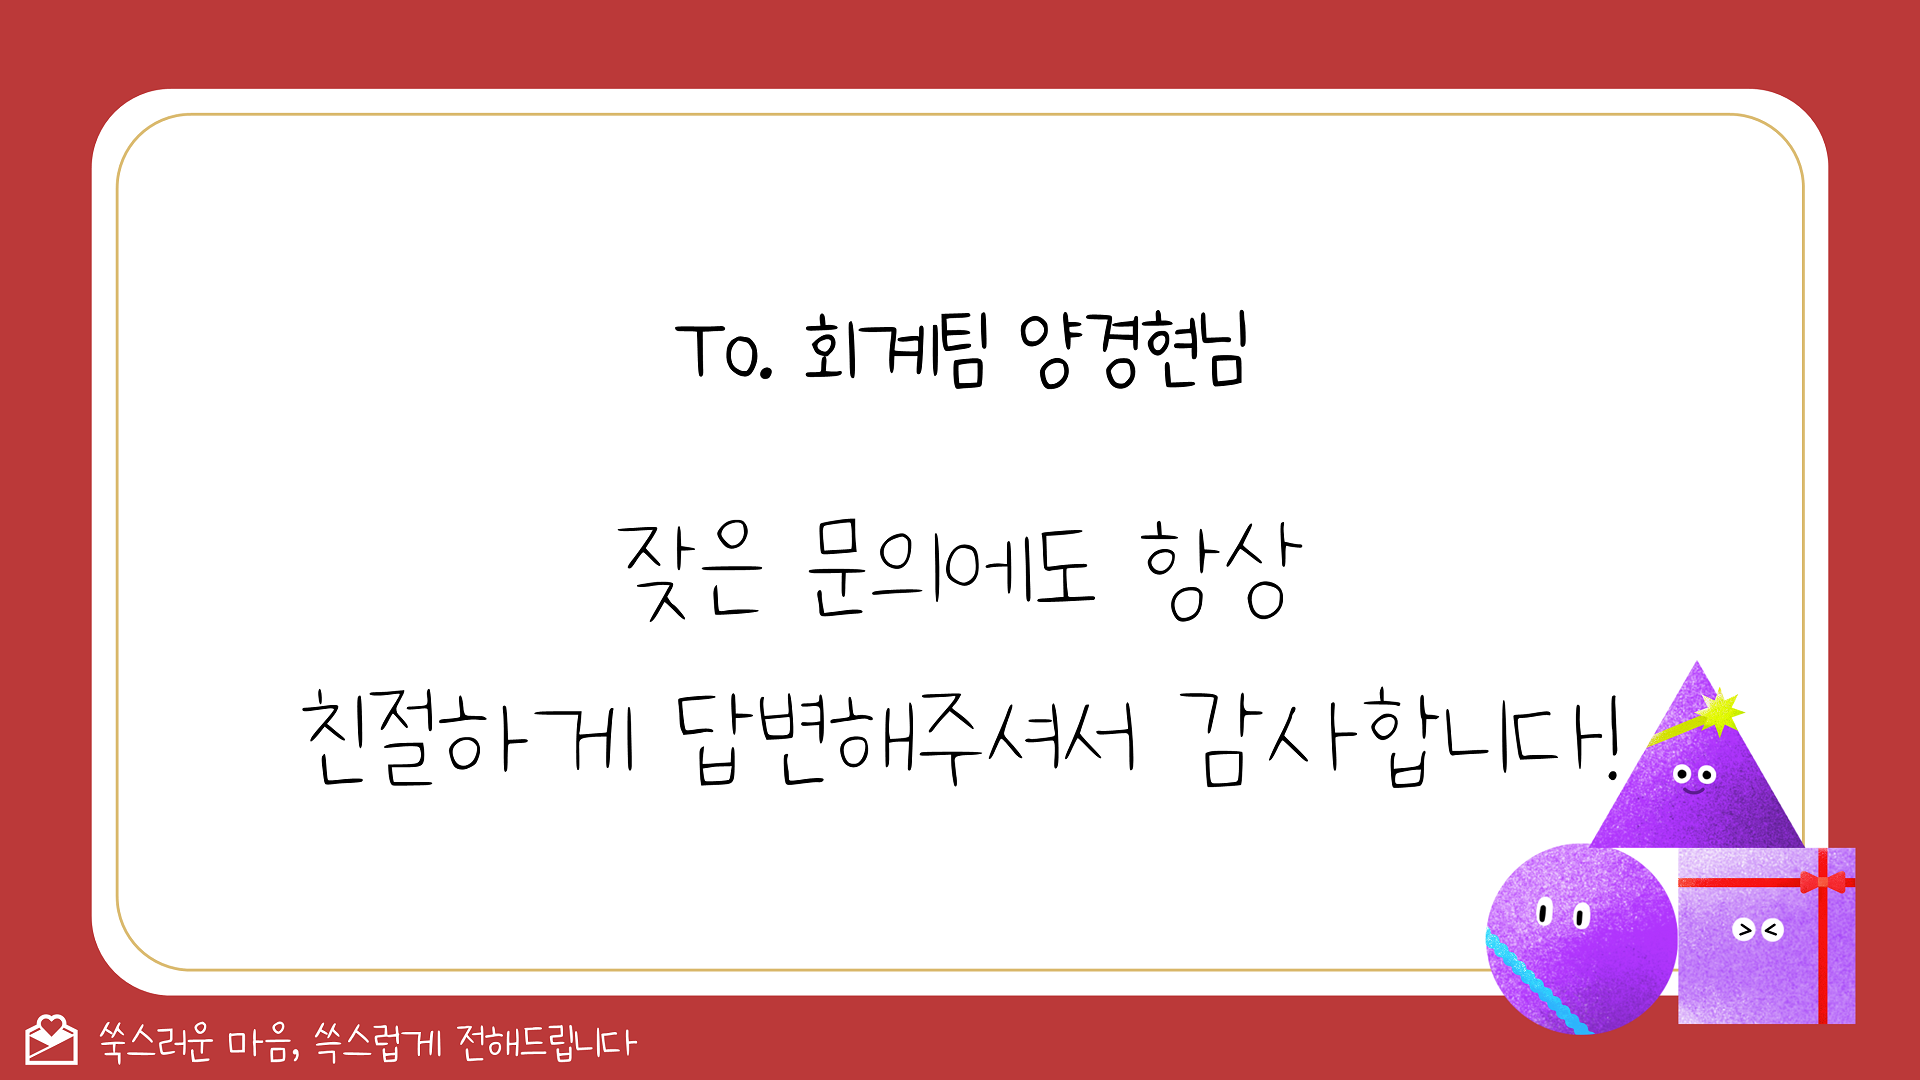 To. 회계팀 양경현님
잦은 문의에도 항상
친절하게 답변해주셔서 감사합니다!
쑥스러운 마음, 쓱스럽게 전해드립니다